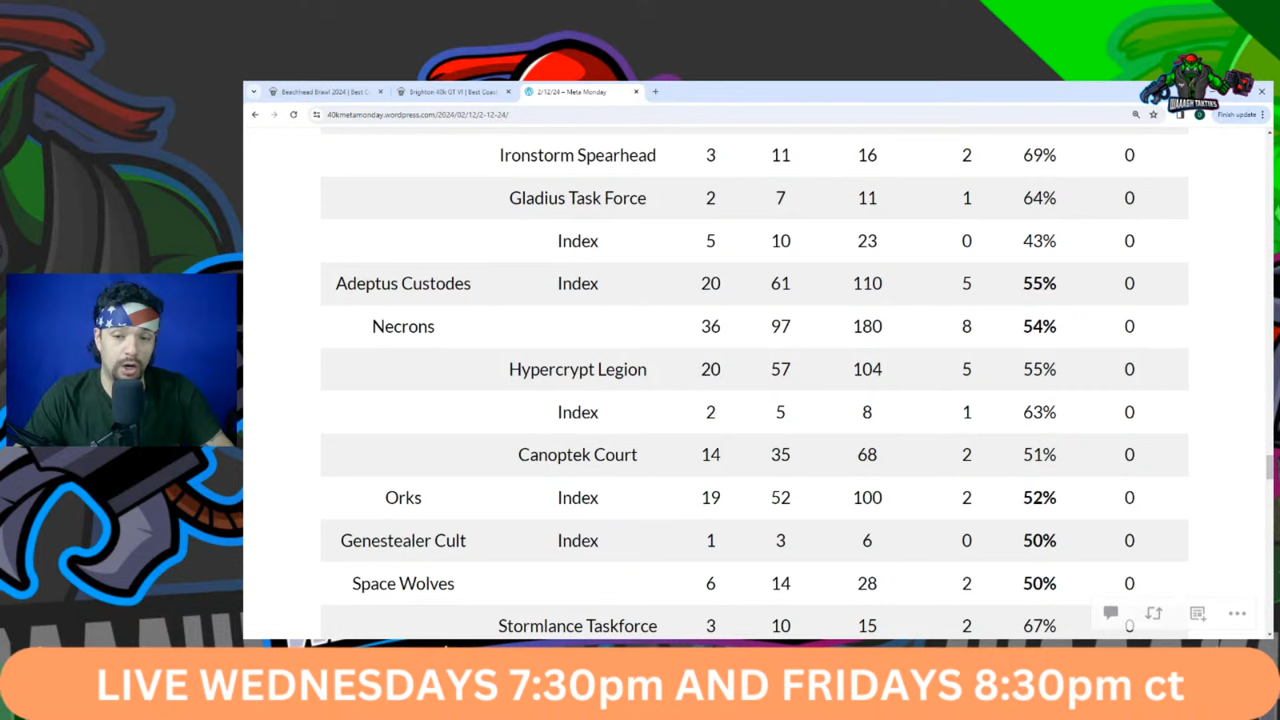 Beachhead Brawl 2024 | Best C
Brighton 40k GT VI | Best Coast
2/12/24 – Meta Monday
40kmetamonday.wordpress.com/2024/02/12/2-12-24/
Finish update
WAAAGH TAKTIKS
Ironstorm Spearhead 3 11 16 2 69% 0
Gladius Task Force 2 7 11 1 64% 0
Index 5 10 23 0 43% 0
Adeptus Custodes Index 20 61 110 5 55% 0
Necrons 36 97 180 8 54% 0
Hypercrypt Legion 20 57 104 5 55% 0
Index 2 5 8 1 63% 0
Canoptek Court 14 35 68 2 51% 0
Orks Index 19 52 100 2 52% 0
Genestealer Cult Index 1 3 6 0 50% 0
Space Wolves 6 14 28 2 50% 0
Stormlance Taskforce 3 10 15 2 67% 0
LIVE WEDNESDAYS 7:30pm AND FRIDAYS 8:30pm ct